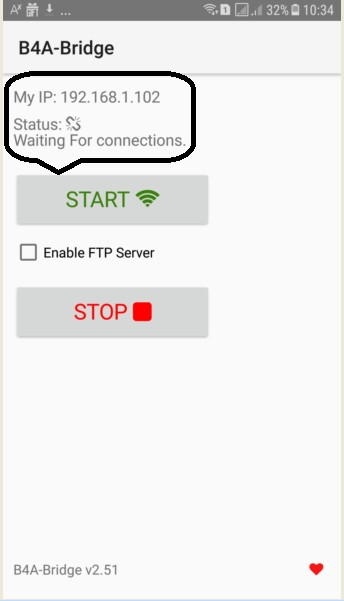 32% 10:34
B4A-Bridge
My IP: 192.168.1.102
Status:
Waiting For connections.
START
Enable FTP Server
STOP
B4A-Bridge v2.51